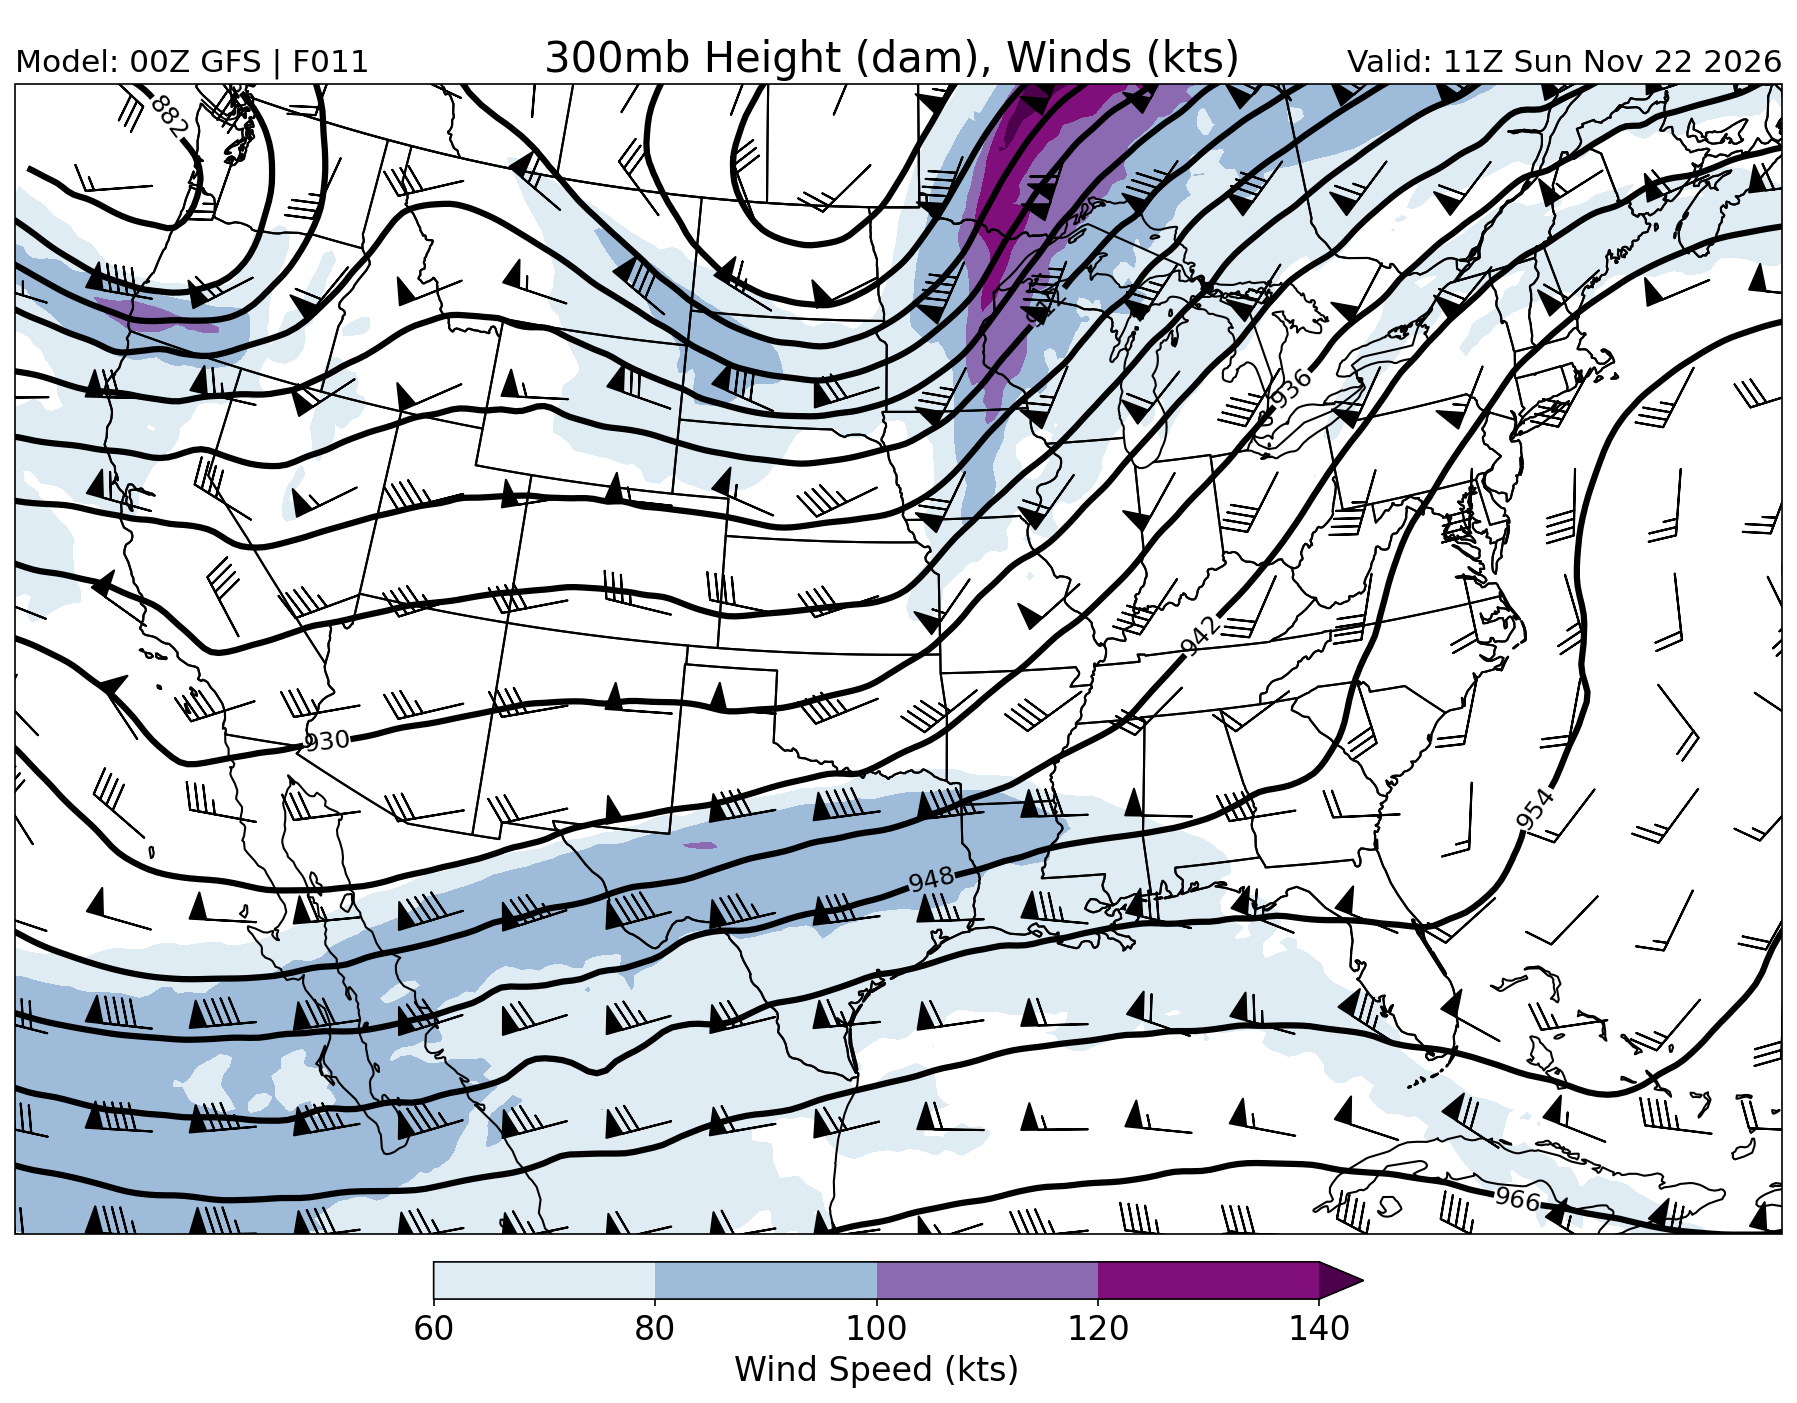 Model: 00Z GFS | F011
300mb Height (dam), Winds (kts)
Valid: 11Z Sun Nov 22 2026
882
936
942
930
954
948
966
60 80 100 120 140
Wind Speed (kts)